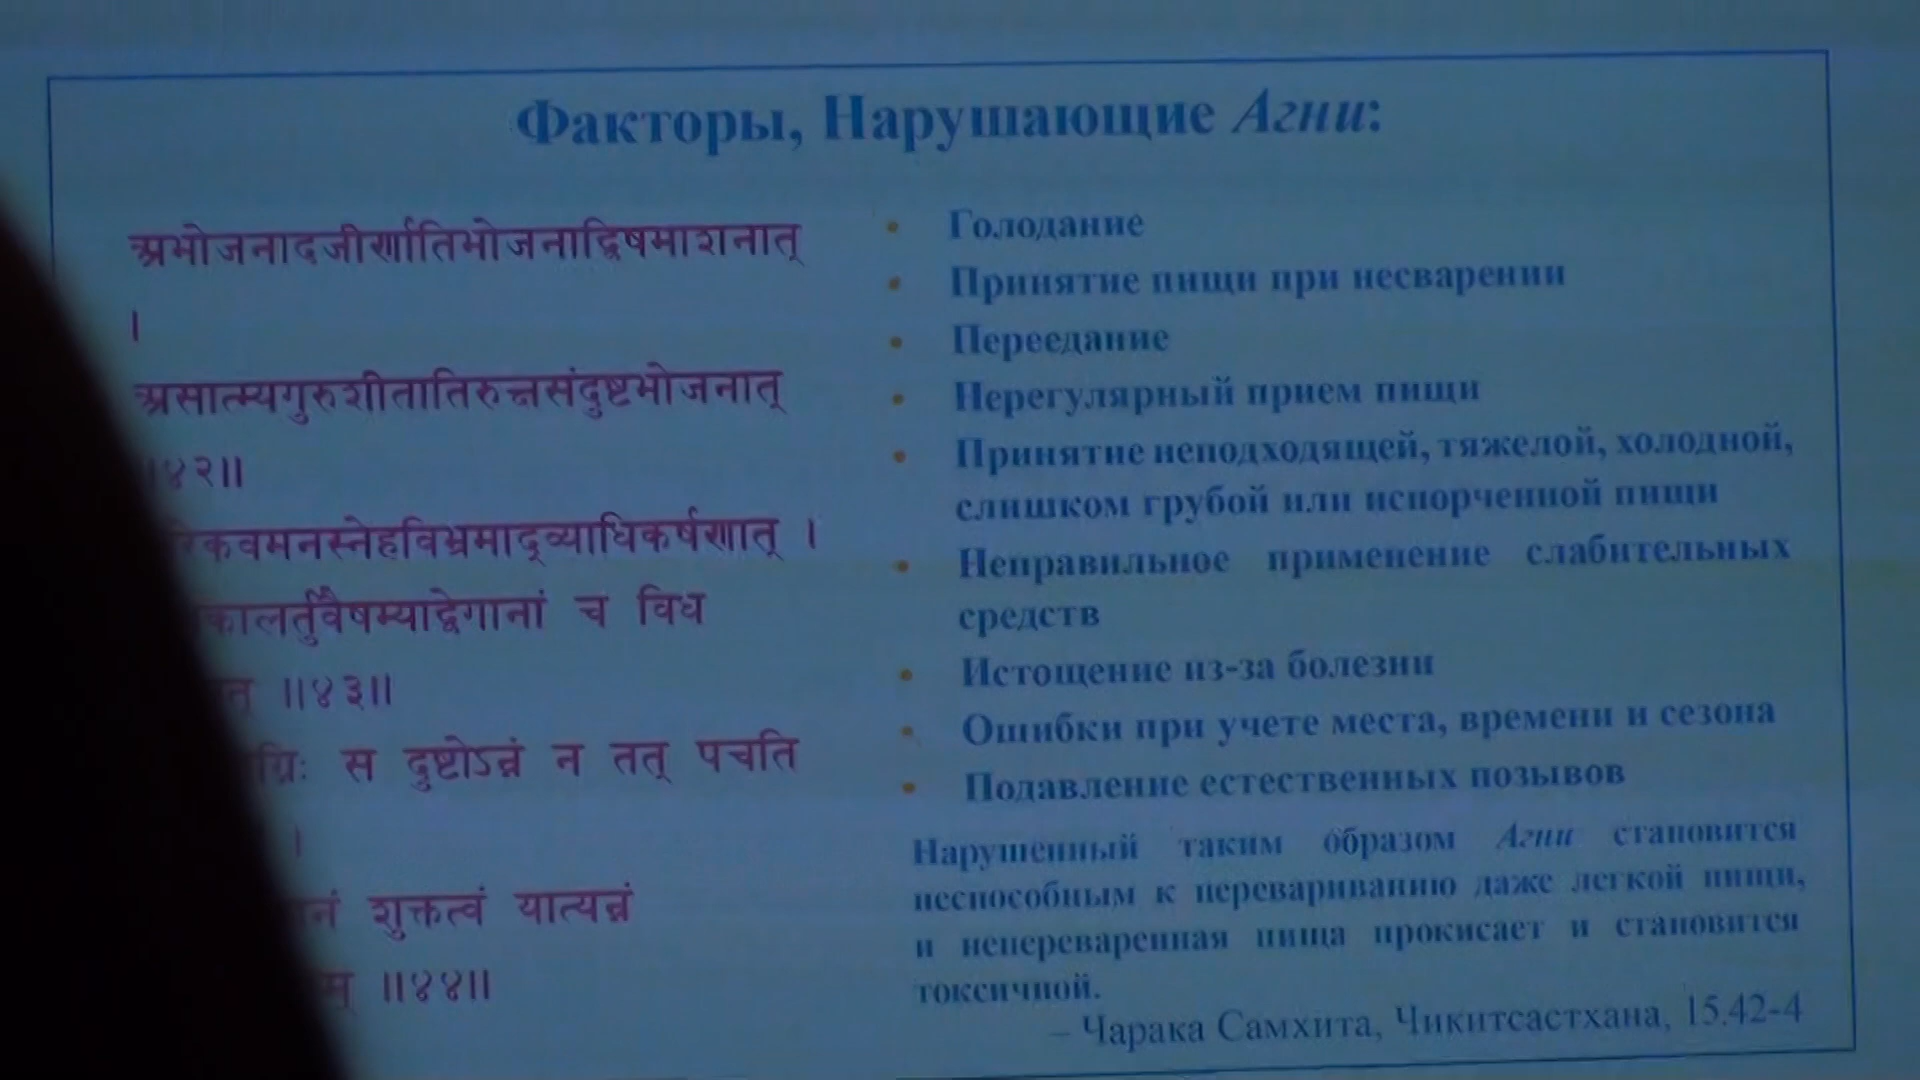 Факторы, Нарушающие Агни:
अभोजनादजीर्णातिभोजनाद्विषमाशनात्
।
असात्म्यगुरुशीतातिरुक्षसंदुष्टभोजनात्
॥४२॥
कवमनस्नेहविभ्रमाद्व्याधिकर्षणात् ।
कालर्तुवैषम्याद्वेगानां च विध
त् ॥४३॥
ग्निः स दुष्टोऽन्नं न तत् पचति
।
नं शुक्तत्वं यात्यन्नं
म् ॥४४॥
• Голодание
• Принятие пищи при несварении
• Переедание
• Нерегулярный прием пищи
• Принятие неподходящей, тяжелой, холодной,
слишком грубой или испорченной пищи
• Неправильное применение слабительных
средств
• Истощение из-за болезни
• Ошибки при учете места, времени и сезона
• Подавление естественных позывов
Нарушенный таким образом Агни становится
неспособным к перевариванию даже легкой пищи,
и непереваренная пища прокисает и становится
токсичной.
– Чарака Самхита, Чикитсастхана, 15.42-4